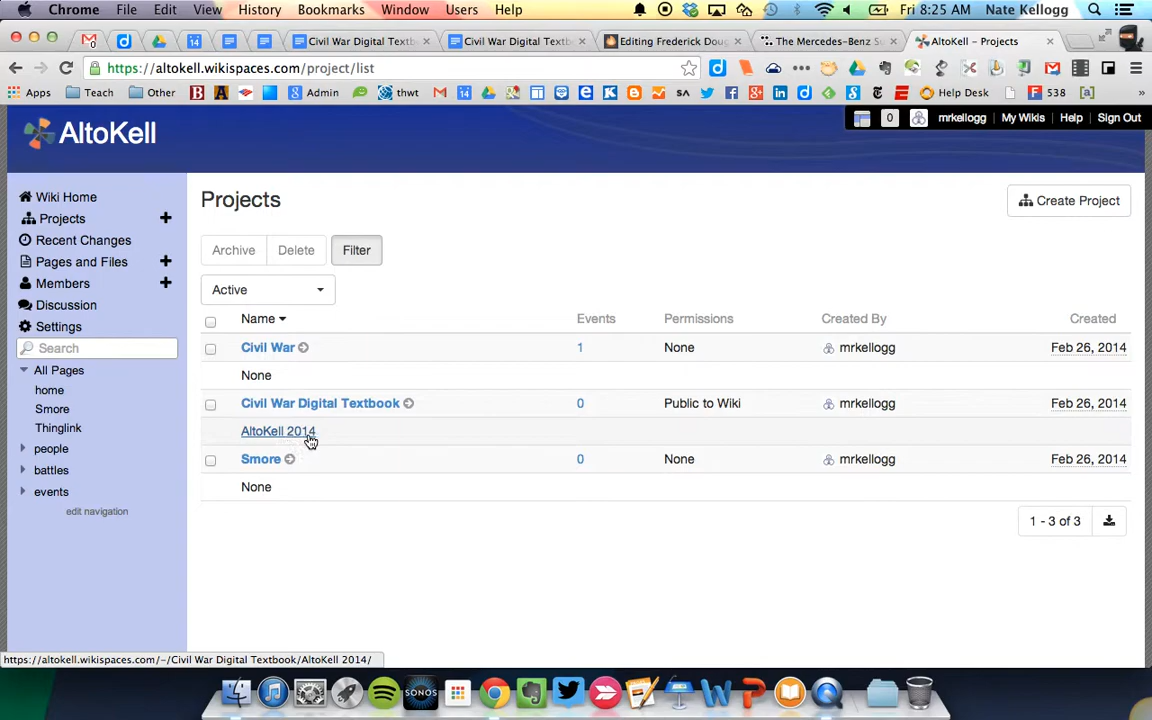 Chrome File Edit View History Bookmarks Window Users Help Fri 8:25 AM Nate Kellogg
Civil War Digital Textb Civil War Digital Text Editing Frederick Doug The Mercedes-Benz Su AltoKell – Projects
https://altokell.wikispaces.com/project/list
Apps Teach Other Admin thwt Help Desk 538 »
AltoKell
0 mrkellogg My Wikis Help Sign Out
Wiki Home
Projects +
Recent Changes
Pages and Files +
Members +
Discussion
Settings
Search
All Pages
home
Smore
Thinglink
people
battles
events
edit navigation
Projects
Create Project
Archive Delete Filter
Active
Name Events Permissions Created By Created
Civil War 1 None mrkellogg Feb 26, 2014
None
Civil War Digital Textbook 0 Public to Wiki mrkellogg Feb 26, 2014
AltoKell 2014
Smore 0 None mrkellogg Feb 26, 2014
None
1 - 3 of 3
https://altokell.wikispaces.com/-/Civil War Digital Textbook/AltoKell 2014/
SONOS